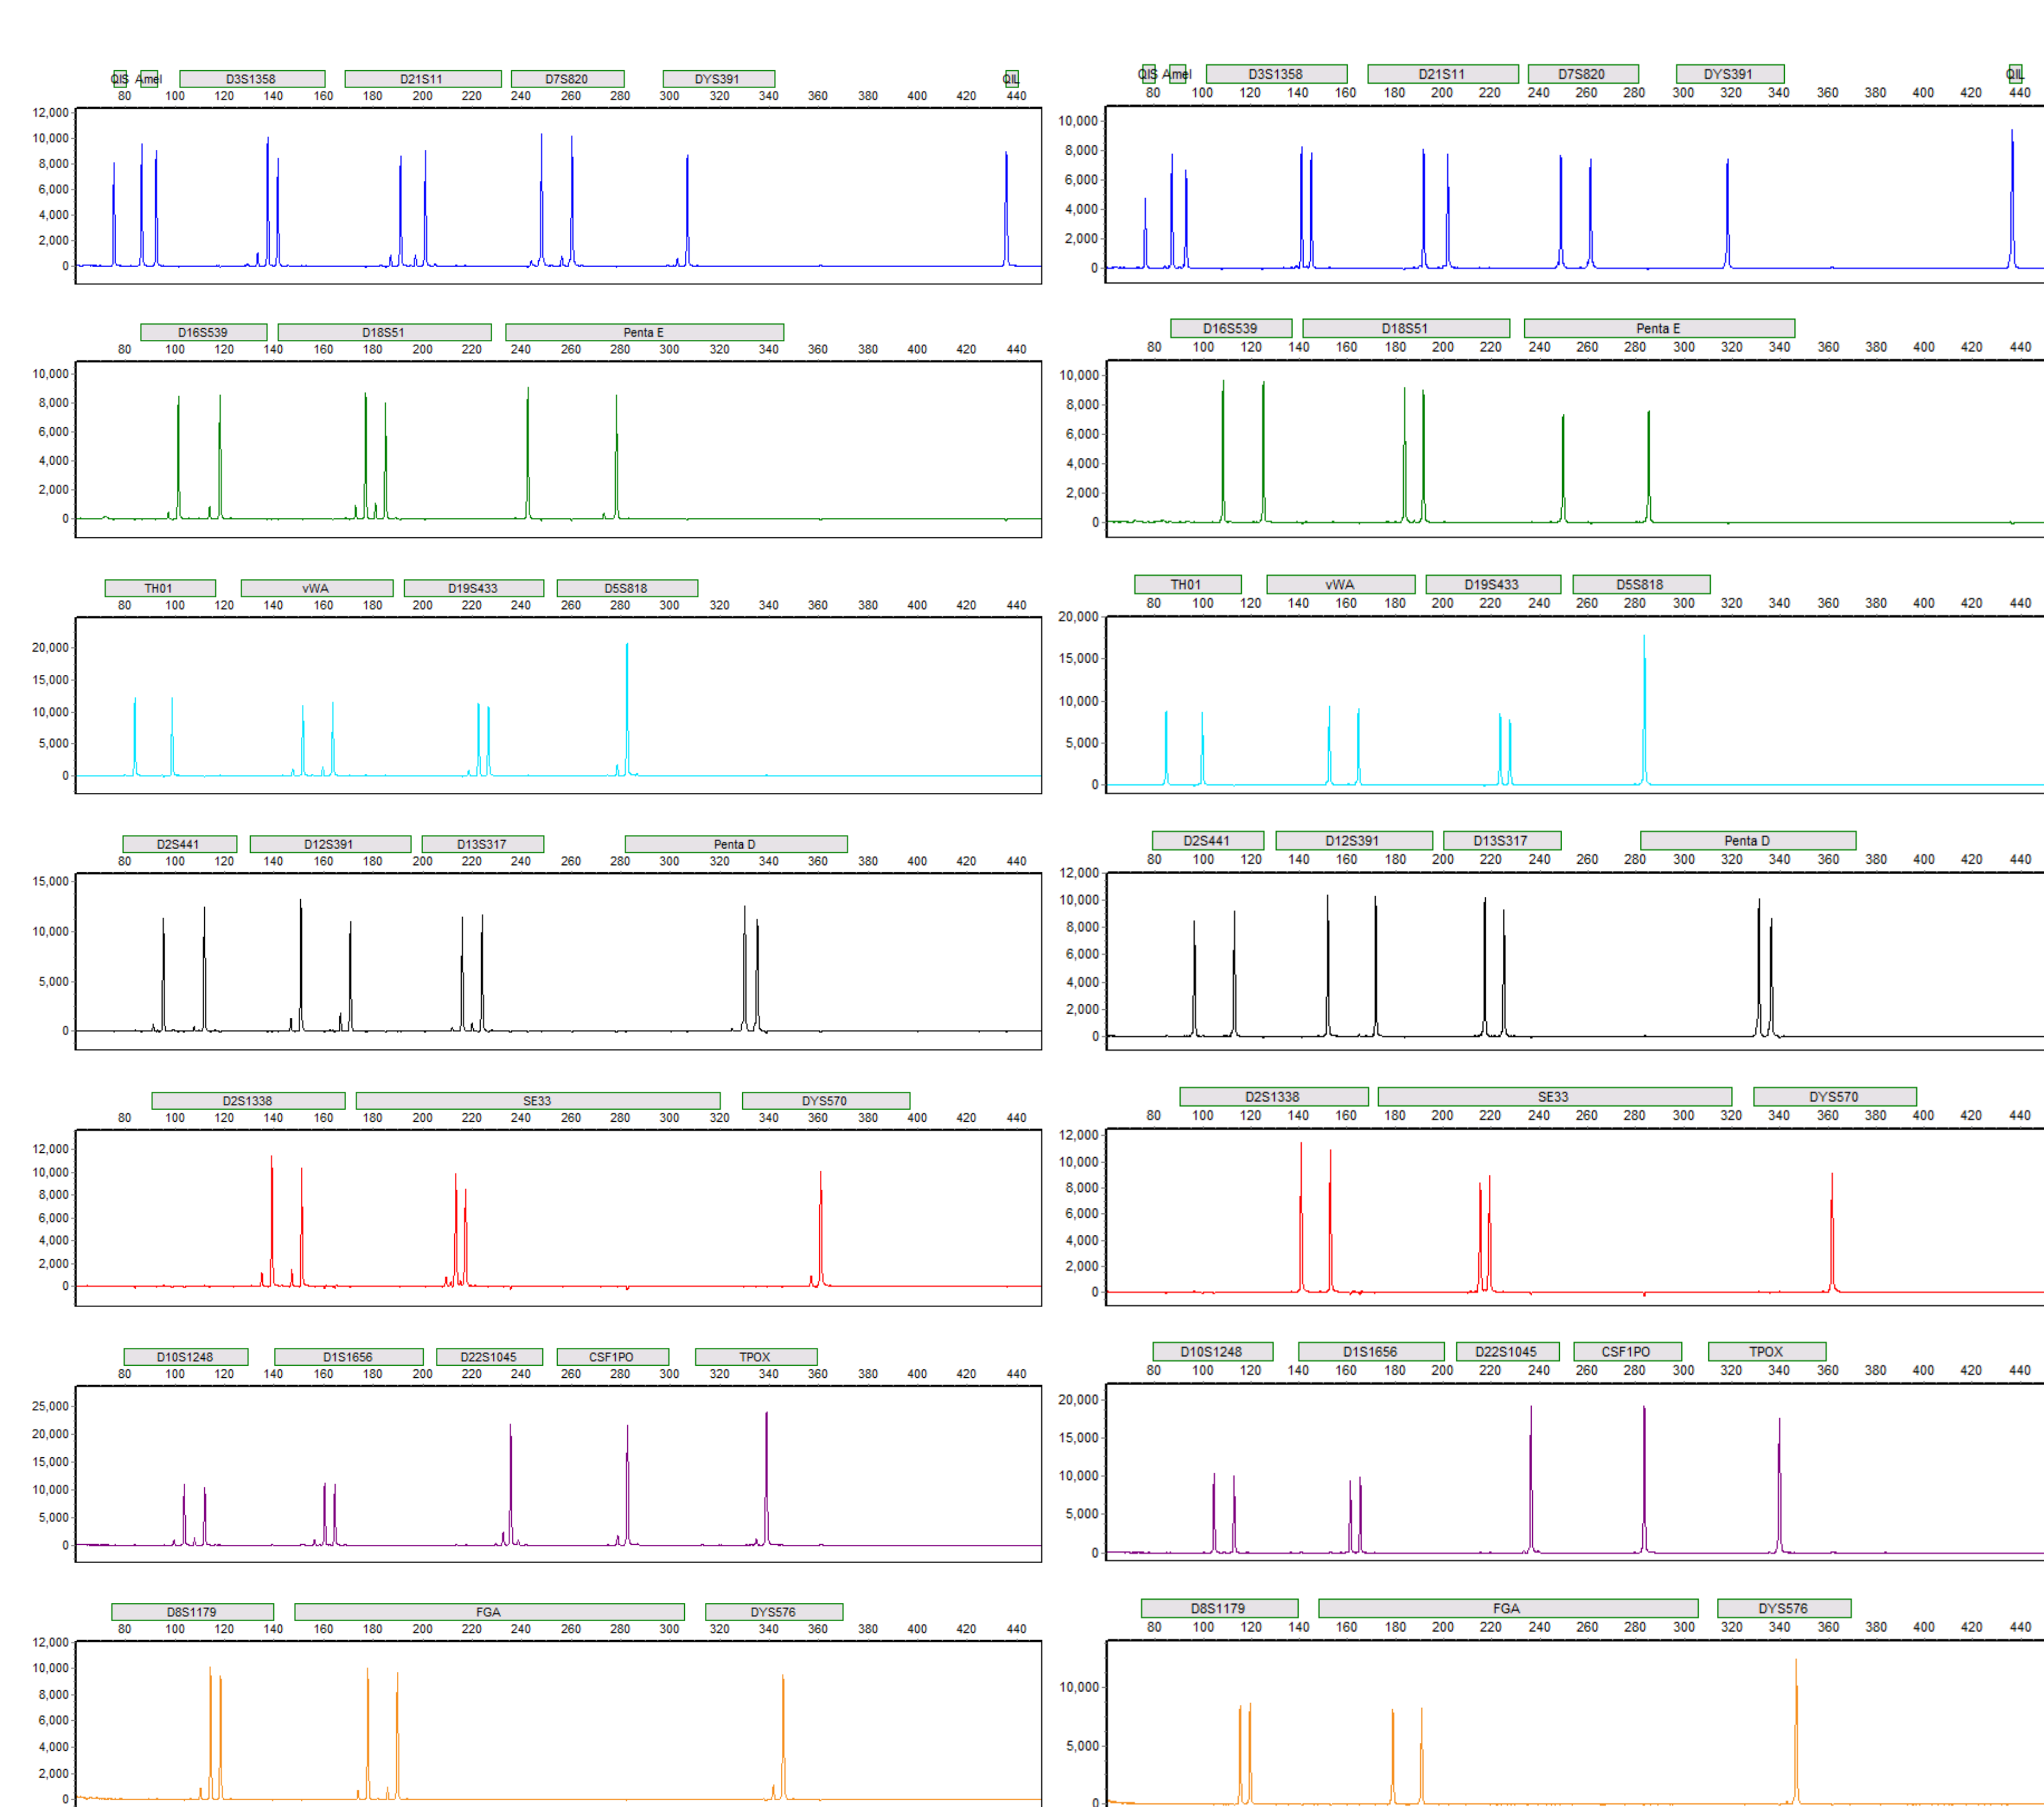 QIS Amel D3S1358 D21S11 D7S820 DYS391 QIL
80 100 120 140 160 180 200 220 240 260 280 300 320 340 360 380 400 420 440
12,000
10,000
8,000
6,000
4,000
2,000
0
D16S539 D18S51 Penta E
80 100 120 140 160 180 200 220 240 260 280 300 320 340 360 380 400 420 440
10,000
8,000
6,000
4,000
2,000
0
TH01 vWA D19S433 D5S818
80 100 120 140 160 180 200 220 240 260 280 300 320 340 360 380 400 420 440
20,000
15,000
10,000
5,000
0
D2S441 D12S391 D13S317 Penta D
80 100 120 140 160 180 200 220 240 260 280 300 320 340 360 380 400 420 440
15,000
10,000
5,000
0
D2S1338 SE33 DYS570
80 100 120 140 160 180 200 220 240 260 280 300 320 340 360 380 400 420 440
12,000
10,000
8,000
6,000
4,000
2,000
0
D10S1248 D1S1656 D22S1045 CSF1PO TPOX
80 100 120 140 160 180 200 220 240 260 280 300 320 340 360 380 400 420 440
25,000
20,000
15,000
10,000
5,000
0
D8S1179 FGA DYS576
80 100 120 140 160 180 200 220 240 260 280 300 320 340 360 380 400 420 440
12,000
10,000
8,000
6,000
4,000
2,000
0
QIS Amel D3S1358 D21S11 D7S820 DYS391 QIL
80 100 120 140 160 180 200 220 240 260 280 300 320 340 360 380 400 420 440
10,000
8,000
6,000
4,000
2,000
0
D16S539 D18S51 Penta E
80 100 120 140 160 180 200 220 240 260 280 300 320 340 360 380 400 420 440
10,000
8,000
6,000
4,000
2,000
0
TH01 vWA D19S433 D5S818
80 100 120 140 160 180 200 220 240 260 280 300 320 340 360 380 400 420 440
20,000
15,000
10,000
5,000
0
D2S441 D12S391 D13S317 Penta D
80 100 120 140 160 180 200 220 240 260 280 300 320 340 360 380 400 420 440
12,000
10,000
8,000
6,000
4,000
2,000
0
D2S1338 SE33 DYS570
80 100 120 140 160 180 200 220 240 260 280 300 320 340 360 380 400 420 440
12,000
10,000
8,000
6,000
4,000
2,000
0
D10S1248 D1S1656 D22S1045 CSF1PO TPOX
80 100 120 140 160 180 200 220 240 260 280 300 320 340 360 380 400 420 440
20,000
15,000
10,000
5,000
0
D8S1179 FGA DYS576
80 100 120 140 160 180 200 220 240 260 280 300 320 340 360 380 400 420 440
10,000
5,000
0